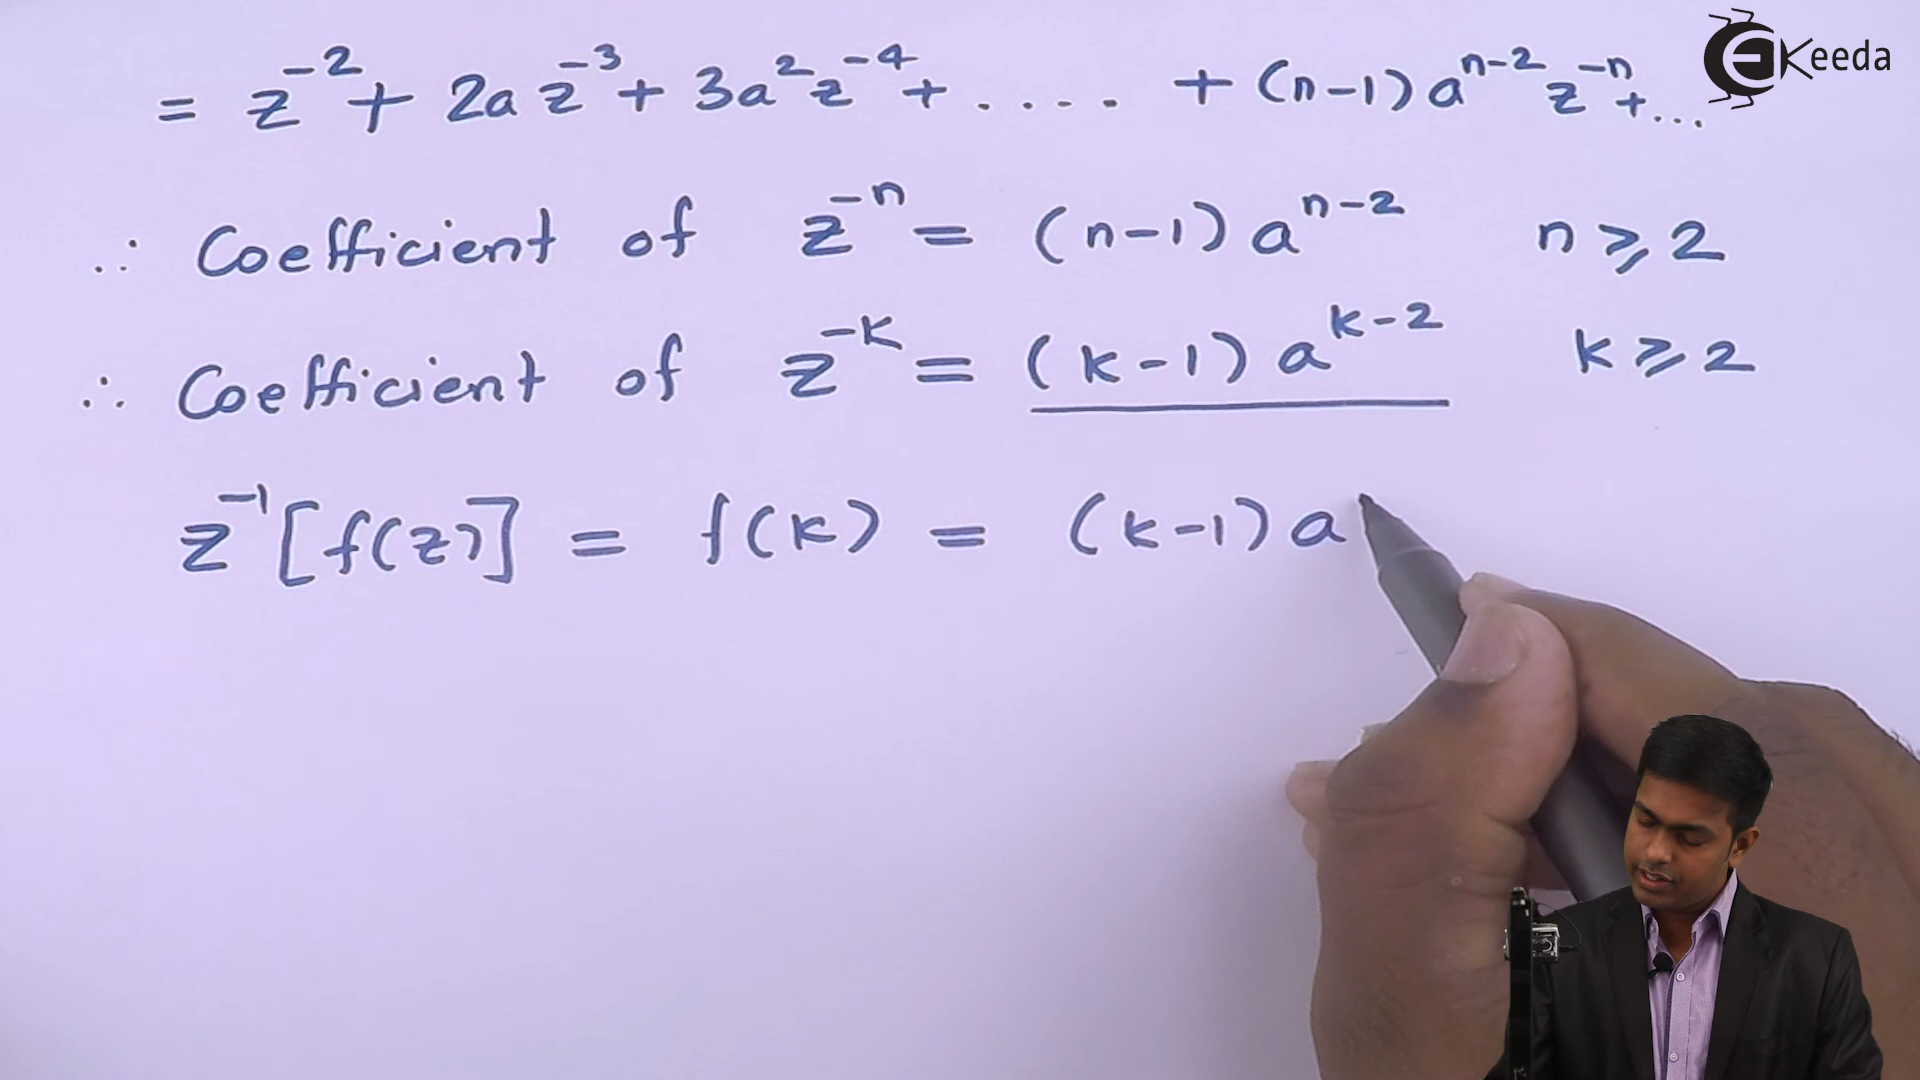 Keeda
= z⁻² + 2a z⁻³ + 3a² z⁻⁴ + . . . . + (n-1) aⁿ⁻² z⁻ⁿ + ...
∴ Coefficient of z⁻ⁿ = (n-1) aⁿ⁻² n ≥ 2
∴ Coefficient of z⁻ᵏ = (k-1) aᵏ⁻² k ≥ 2
z⁻¹[f(z)] = f(k) = (k-1) a